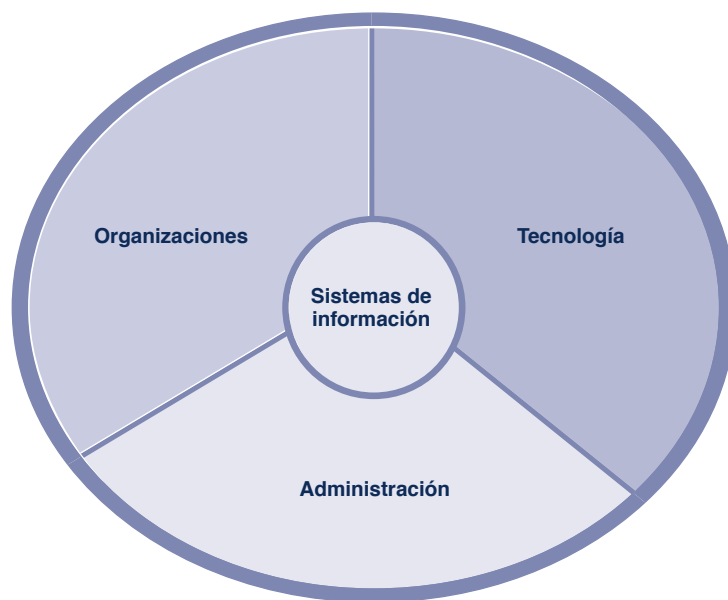 Organizaciones
Tecnología
Sistemas de
información
Administración